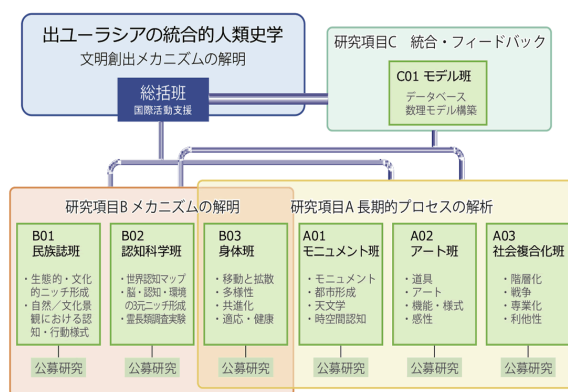 出ユーラシアの統合的人類史学
文明創出メカニズムの解明
総括班
国際活動支援
研究項目C 統合・フィードバック
C01 モデル班
データベース
数理モデル構築
研究項目B メカニズムの解明
研究項目A 長期的プロセスの解析
B01
民族誌班
・生態的・文化
的ニッチ形成
・自然／文化景
観における認
知・行動様式
公募研究
B02
認知科学班
・世界認知マップ
・脳・認知・環境
の3元ニッチ形成
・霊長類調査実験
公募研究
B03
身体班
・移動と拡散
・多様性
・共進化
・適応・健康
公募研究
A01
モニュメント班
・モニュメント
・都市形成
・天文学
・時空間認知
公募研究
A02
アート班
・道具
・アート
・機能・様式
・感性
公募研究
A03
社会複合化班
・階層化
・戦争
・専業化
・利他性
公募研究